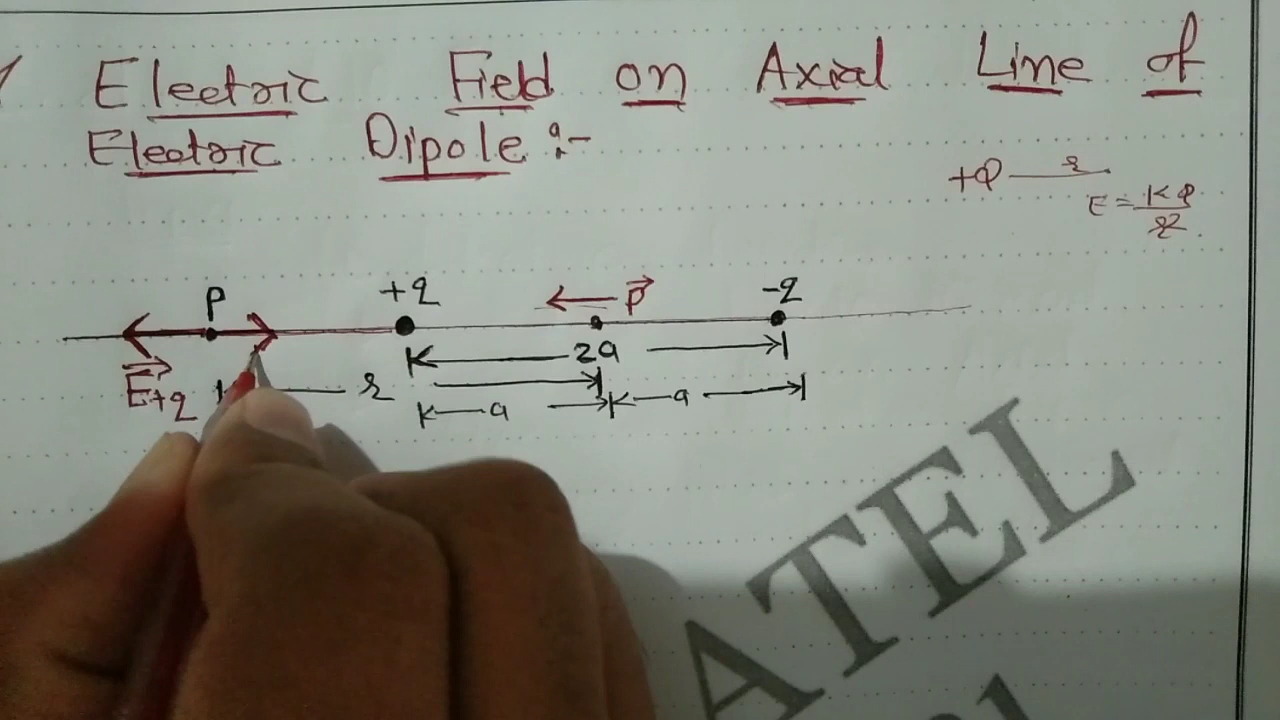 Electric Field on Axial Line of
Electric Dipole :-
+Q r
E = KQ/r²
P +q ← p⃗ -q
2a
E⃗+q r
a a
ATEL